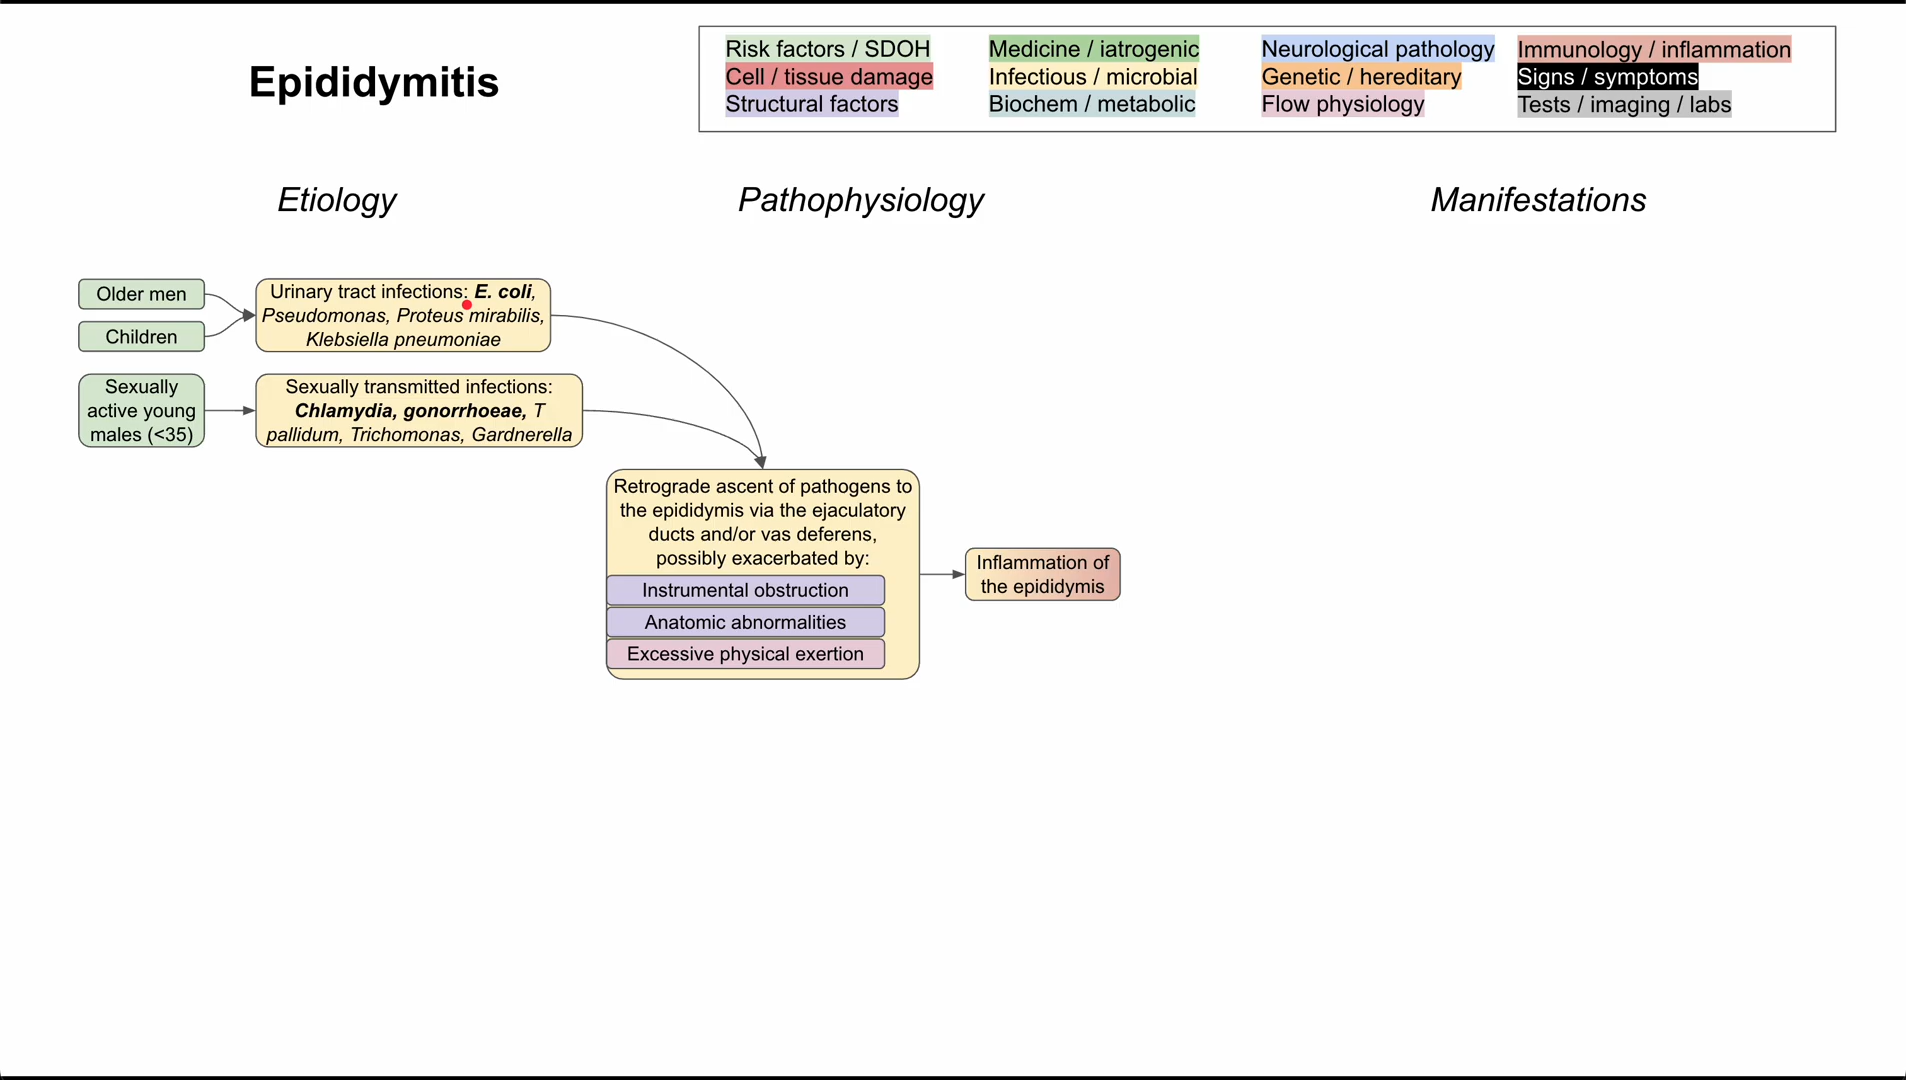 Epididymitis
Risk factors / SDOH
Cell / tissue damage
Structural factors
Medicine / iatrogenic
Infectious / microbial
Biochem / metabolic
Neurological pathology
Genetic / hereditary
Flow physiology
Immunology / inflammation
Signs / symptoms
Tests / imaging / labs
Etiology
Pathophysiology
Manifestations
Older men
Children
Urinary tract infections: E. coli,
Pseudomonas, Proteus mirabilis,
Klebsiella pneumoniae
Sexually
active young
males (<35)
Sexually transmitted infections:
Chlamydia, gonorrhoeae, T
pallidum, Trichomonas, Gardnerella
Retrograde ascent of pathogens to
the epididymis via the ejaculatory
ducts and/or vas deferens,
possibly exacerbated by:
Instrumental obstruction
Anatomic abnormalities
Excessive physical exertion
Inflammation of
the epididymis